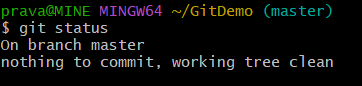 prava@MINE MINGW64 ~/GitDemo (master)
$ git status
On branch master
nothing to commit, working tree clean